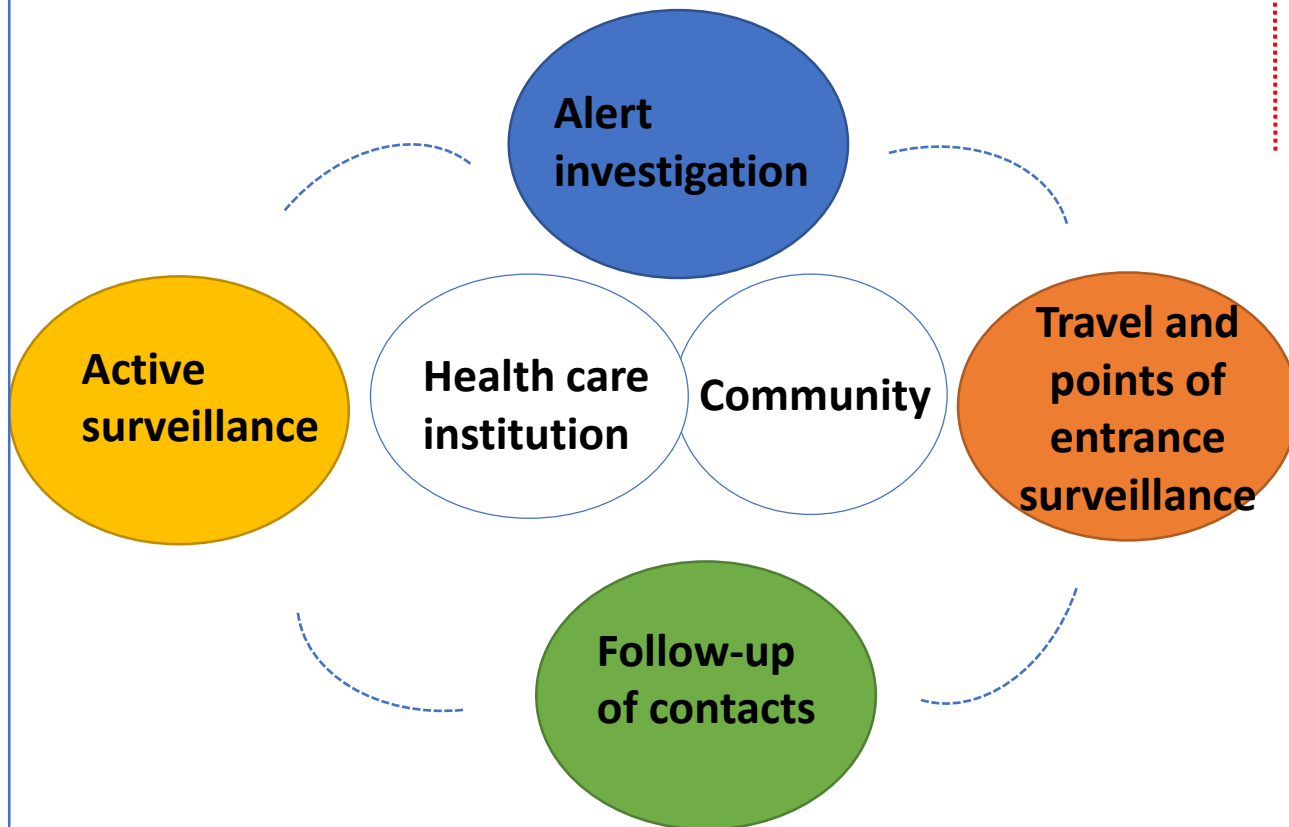 Alert
investigation
Active
surveillance
Health care
institution
Community
Travel and
points of
entrance
surveillance
Follow-up
of contacts